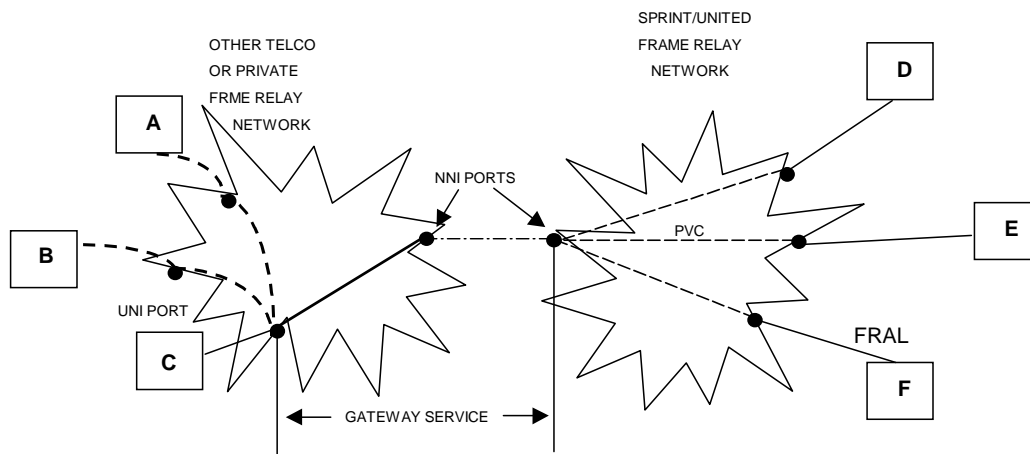 SPRINT/UNITED
FRAME RELAY
NETWORK
OTHER TELCO
OR PRIVATE
FRME RELAY
NETWORK
D
A
NNI PORTS
PVC
E
B
UNI PORT
FRAL
C
F
GATEWAY SERVICE